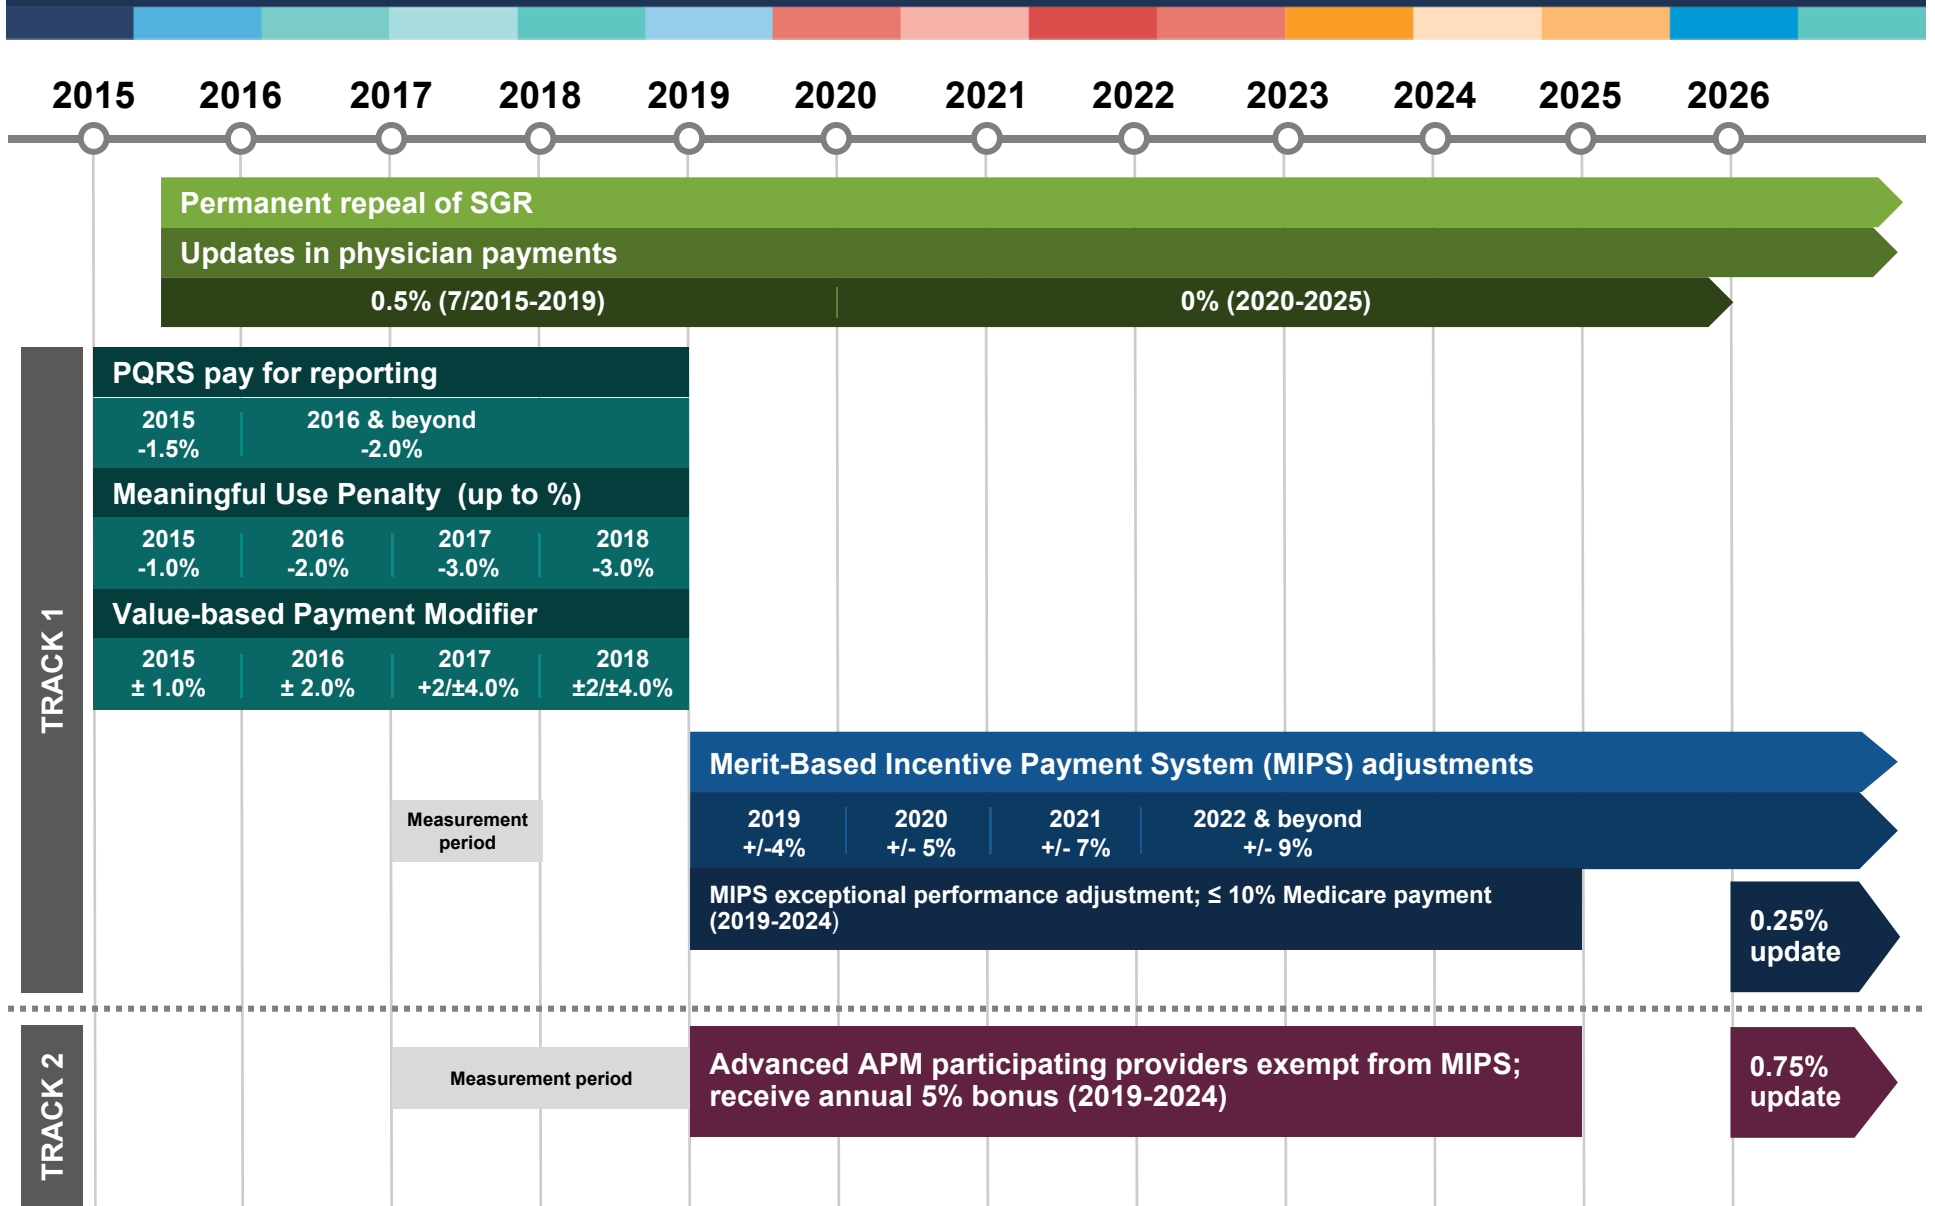 2015 2016 2017 2018 2019 2020 2021 2022 2023 2024 2025 2026
Permanent repeal of SGR
Updates in physician payments
0.5% (7/2015-2019) 0% (2020-2025)
TRACK 1
PQRS pay for reporting
2015 2016 & beyond
-1.5% -2.0%
Meaningful Use Penalty (up to %)
2015 2016 2017 2018
-1.0% -2.0% -3.0% -3.0%
Value-based Payment Modifier
2015 2016 2017 2018
± 1.0% ± 2.0% +2/±4.0% ±2/±4.0%
Merit-Based Incentive Payment System (MIPS) adjustments
Measurement
period
2019 2020 2021 2022 & beyond
+/-4% +/- 5% +/- 7% +/- 9%
MIPS exceptional performance adjustment; ≤ 10% Medicare payment
(2019-2024)
0.25%
update
TRACK 2
Measurement period
Advanced APM participating providers exempt from MIPS;
receive annual 5% bonus (2019-2024)
0.75%
update